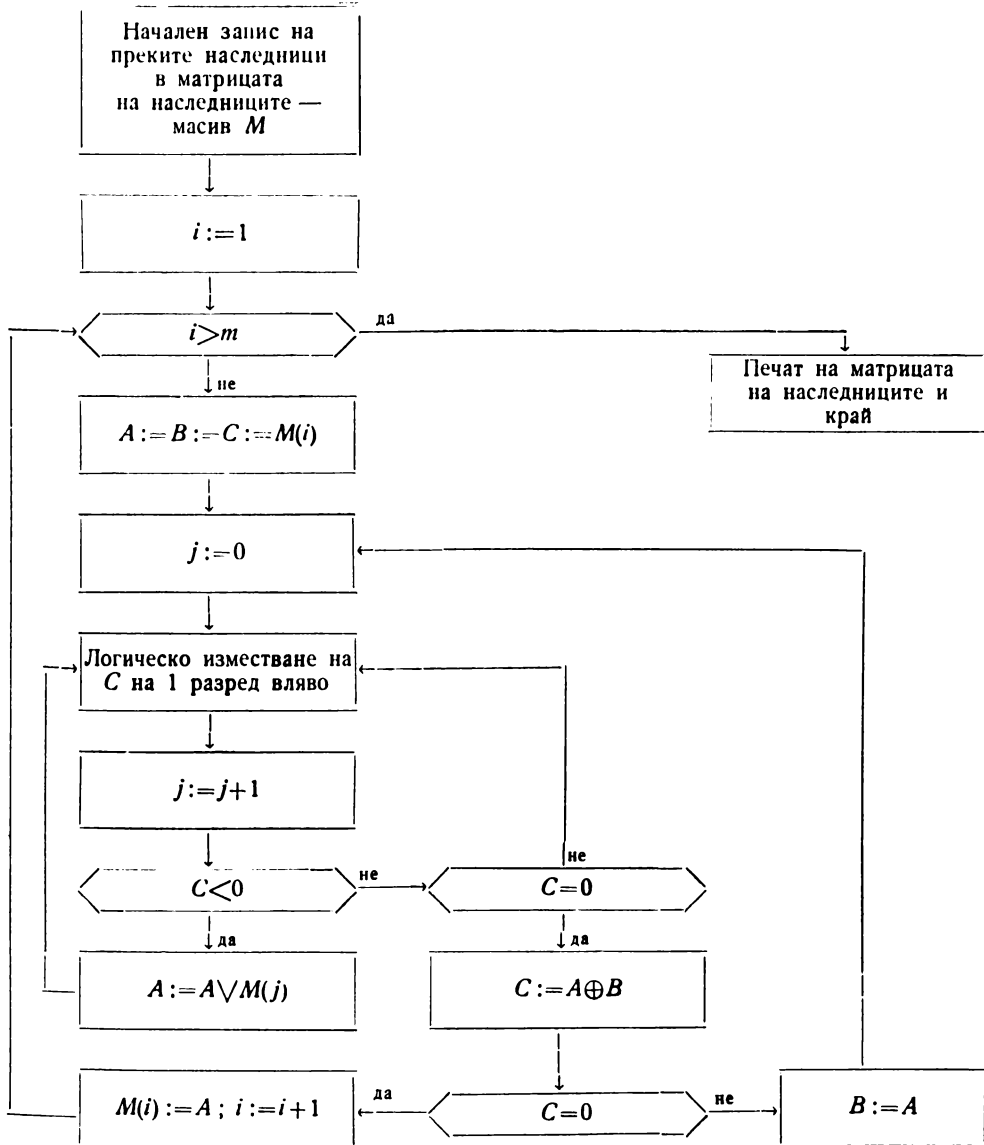 Начален запис на
преките наследници
в матрицата
на наследниците —
масив M
i:=1
i>m
да
не
Печат на матрицата
на наследниците и
край
A:=B:=C:=M(i)
j:=0
Логическо изместване на
C на 1 разред вляво
j:=j+1
не
C<0
не
C=0
да
да
A:=A∨M(j)
C:=A⊕B
M(i):=A; i:=i+1
да
C=0
не
B:=A